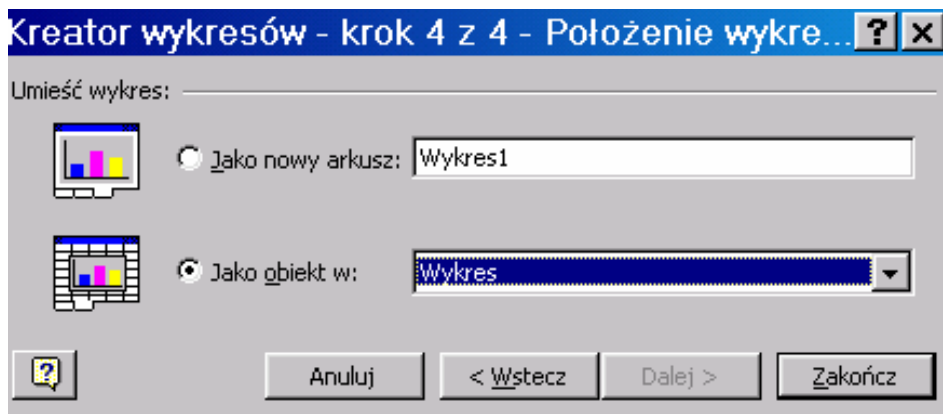 Kreator wykresów - krok 4 z 4 - Położenie wykre...
Umieść wykres:
Jako nowy arkusz: Wykres1
Jako obiekt w: Wykres
Anuluj < Wstecz Dalej > Zakończ